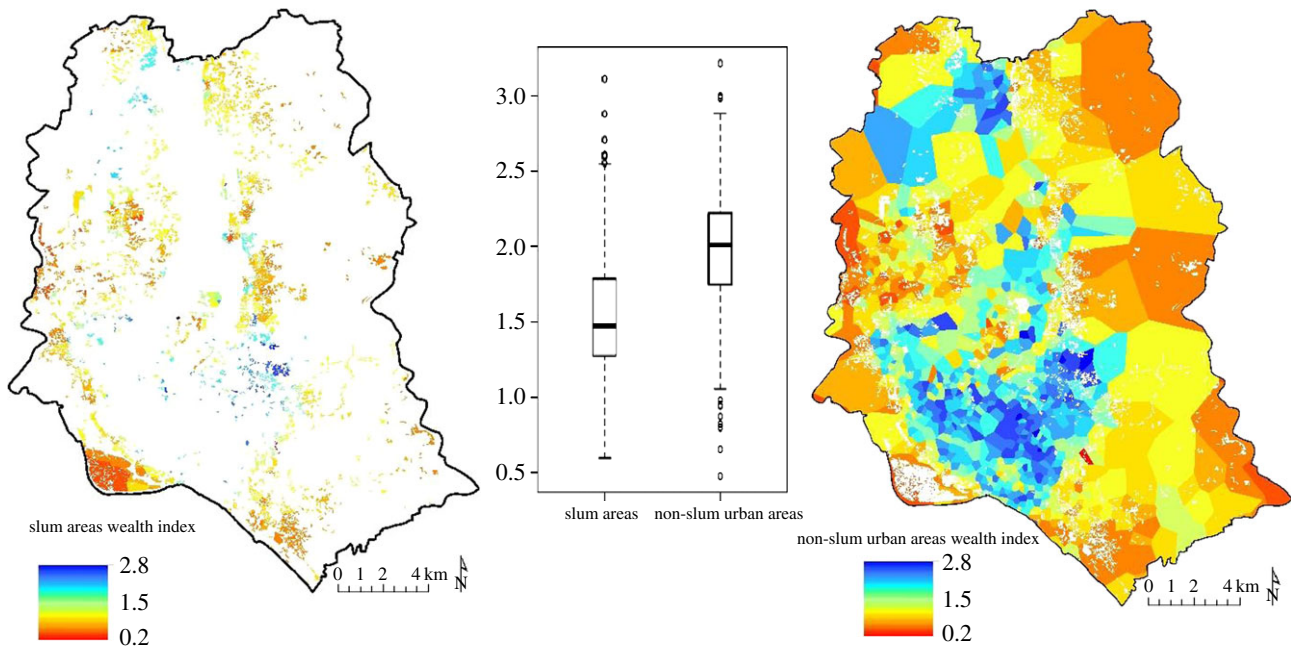 slum areas wealth index
2.8
1.5
0.2
0 1 2 4 km
N
3.0
2.5
2.0
1.5
1.0
0.5
slum areas non-slum urban areas
non-slum urban areas wealth index
2.8
1.5
0.2
0 1 2 4 km
N